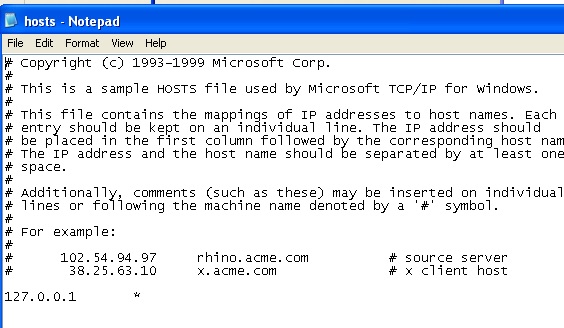 hosts - Notepad
File Edit Format View Help
# Copyright (c) 1993-1999 Microsoft Corp.
#
# This is a sample HOSTS file used by Microsoft TCP/IP for Windows.
#
# This file contains the mappings of IP addresses to host names. Each
# entry should be kept on an individual line. The IP address should
# be placed in the first column followed by the corresponding host nam
# The IP address and the host name should be separated by at least one
# space.
#
# Additionally, comments (such as these) may be inserted on individual
# lines or following the machine name denoted by a '#' symbol.
#
# For example:
#
#      102.54.94.97     rhino.acme.com          # source server
#       38.25.63.10     x.acme.com              # x client host

127.0.0.1       *